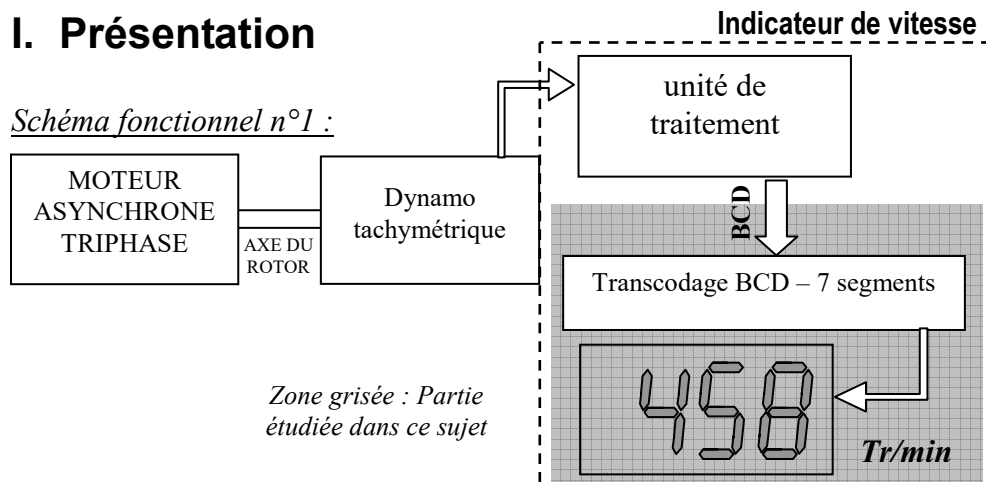 I. Présentation
Indicateur de vitesse
Schéma fonctionnel n°1 :
MOTEUR
ASYNCHRONE
TRIPHASE
AXE DU
ROTOR
Dynamo
tachymétrique
unité de
traitement
BCD
Transcodage BCD – 7 segments
458
Tr/min
Zone grisée : Partie
étudiée dans ce sujet